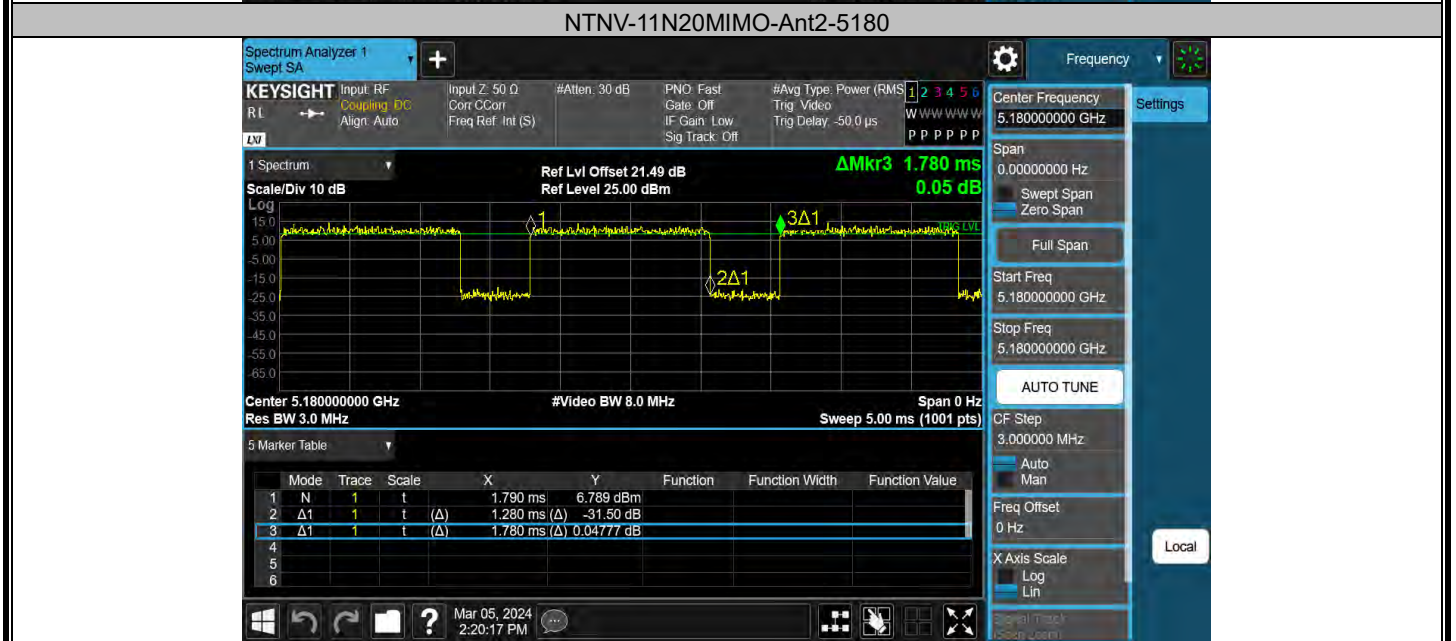 NTNV-11N20MIMO-Ant2-5180
Spectrum Analyzer 1
Swept SA
+
Frequency
KEYSIGHT
RL
LXI
Input: RF
Coupling: DC
Align: Auto
Input Z: 50 Ω
Corr CCorr
Freq Ref: Int (S)
#Atten: 30 dB
PNO: Fast
Gate: Off
IF Gain: Low
Sig Track: Off
#Avg Type: Power (RMS
Trig: Video
Trig Delay: -50.0 µs
1 2 3 4 5 6
W W W W W W
P P P P P P
Center Frequency
5.180000000 GHz
Settings
1 Spectrum
Scale/Div 10 dB
Ref Lvl Offset 21.49 dB
Ref Level 25.00 dBm
ΔMkr3 1.780 ms
0.05 dB
Span
0.00000000 Hz
Swept Span
Zero Span
Full Span
Start Freq
5.180000000 GHz
Stop Freq
5.180000000 GHz
AUTO TUNE
Log
15.0
5.00
-5.00
-15.0
-25.0
-35.0
-45.0
-55.0
-65.0
1
2Δ1
3Δ1
TRIG LVL
Center 5.180000000 GHz
#Video BW 8.0 MHz
Span 0 Hz
Res BW 3.0 MHz
Sweep 5.00 ms (1001 pts)
CF Step
3.000000 MHz
Auto
Man
Freq Offset
0 Hz
X Axis Scale
Log
Lin
Signal Track
(Span Zoom)
Local
5 Marker Table
Mode Trace Scale X Y Function Function Width Function Value
1 N 1 t 1.790 ms 6.789 dBm
2 Δ1 1 t (Δ) 1.280 ms (Δ) -31.50 dB
3 Δ1 1 t (Δ) 1.780 ms (Δ) 0.04777 dB
4
5
6
?
Mar 05, 2024
2:20:17 PM